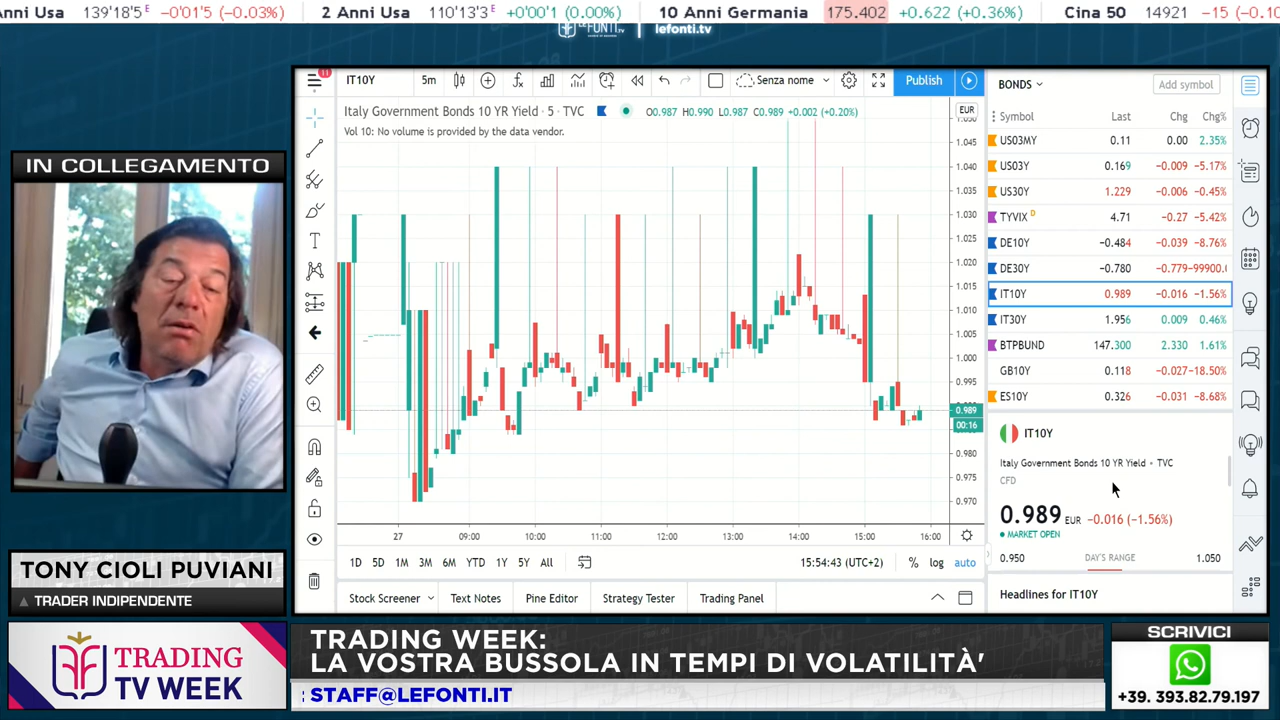 Anni Usa 139'18'5 E -0'01'5 (-0.03%) 2 Anni Usa 110'13'3 E +0'00'1 (0.00%) 10 Anni Germania 175.402 +0.622 (+0.36%) Cina 50 14921 -15 (-0.10
LEFONTI.TV lefonti.tv
11
IT10Y 5m Senza nome Publish
Italy Government Bonds 10 YR Yield · 5 · TVC O0.987 H0.990 L0.987 C0.989 +0.002 (+0.20%)
Vol 10: No volume is provided by the data vendor.
EUR
1.050
1.045
1.040
1.035
1.030
1.025
1.020
1.015
1.010
1.005
1.000
0.995
0.989
00:16
0.980
0.975
0.970
27 09:00 10:00 11:00 12:00 13:00 14:00 15:00 16:00
1D 5D 1M 3M 6M YTD 1Y 5Y All 15:54:43 (UTC+2) % log auto
Stock Screener Text Notes Pine Editor Strategy Tester Trading Panel
BONDS Add symbol
Symbol Last Chg Chg%
US03MY 0.11 0.00 2.35%
US03Y 0.169 -0.009 -5.17%
US30Y 1.229 -0.006 -0.45%
TYVIX D 4.71 -0.27 -5.42%
DE10Y -0.484 -0.039 -8.76%
DE30Y -0.780 -0.779 -99900.
IT10Y 0.989 -0.016 -1.56%
IT30Y 1.956 0.009 0.46%
BTPBUND 147.300 2.330 1.61%
GB10Y 0.118 -0.027 -18.50%
ES10Y 0.326 -0.031 -8.68%
IT10Y
Italy Government Bonds 10 YR Yield • TVC
CFD
0.989 EUR -0.016 (-1.56%)
MARKET OPEN
0.950 DAY'S RANGE 1.050
Headlines for IT10Y
IN COLLEGAMENTO
TONY CIOLI PUVIANI
TRADER INDIPENDENTE
TRADING
TV WEEK
TRADING WEEK:
LA VOSTRA BUSSOLA IN TEMPI DI VOLATILITÀ'
: STAFF@LEFONTI.IT
SCRIVICI
+39. 393.82.79.197